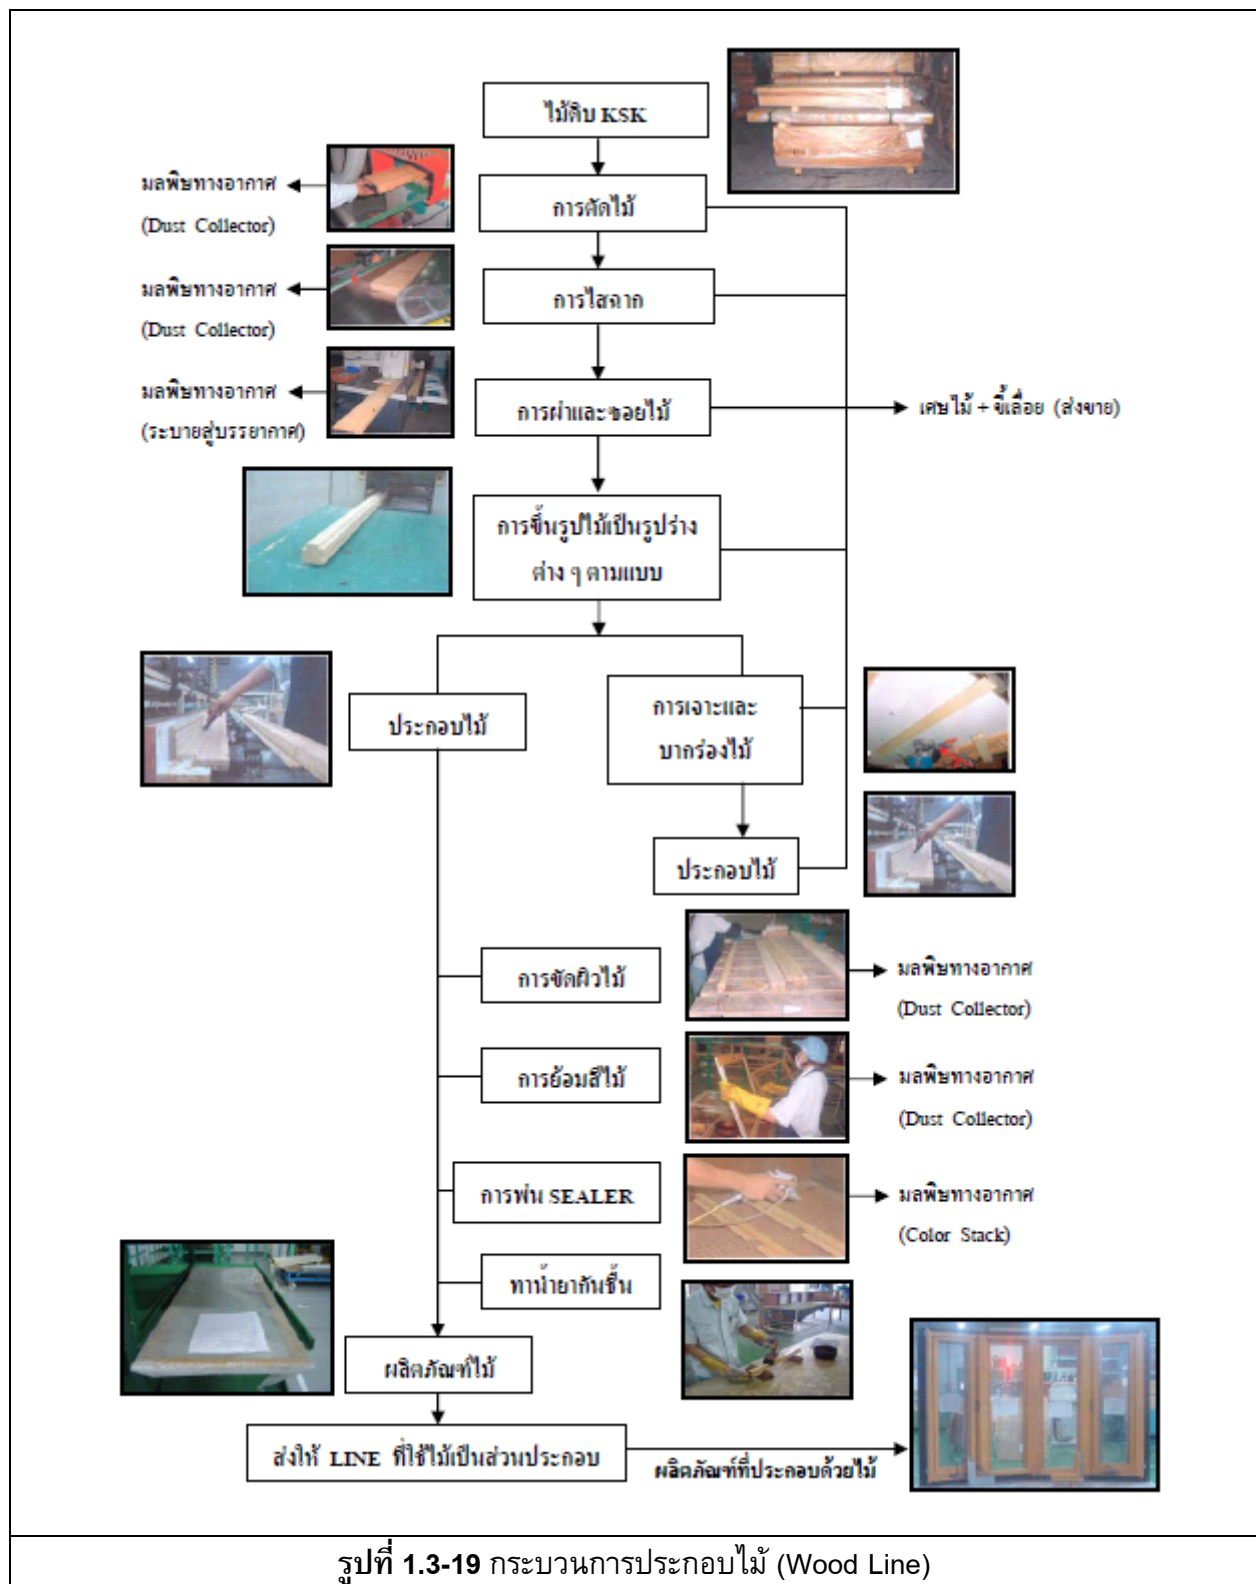 ไม้ดิบ KSK
มลพิษทางอากาศ
(Dust Collector)
การตัดไม้
มลพิษทางอากาศ
(Dust Collector)
การไสฉาก
มลพิษทางอากาศ
(ระบายสู่บรรยากาศ)
การผ่าและซอยไม้
เศษไม้ + ขี้เลื่อย (ส่งขาย)
การขึ้นรูปไม้เป็นรูปร่าง
ต่าง ๆ ตามแบบ
ประกอบไม้
การเจาะและ
บากร่องไม้
ประกอบไม้
การขัดผิวไม้
มลพิษทางอากาศ
(Dust Collector)
การย้อมสีไม้
มลพิษทางอากาศ
(Dust Collector)
การพ่น SEALER
มลพิษทางอากาศ
(Color Stack)
ทาน้ำยากันชื้น
ผลิตภัณฑ์ไม้
ส่งให้ LINE ที่ใช้ไม้เป็นส่วนประกอบ
ผลิตภัณฑ์ที่ประกอบด้วยไม้
รูปที่ 1.3-19 กระบวนการประกอบไม้ (Wood Line)